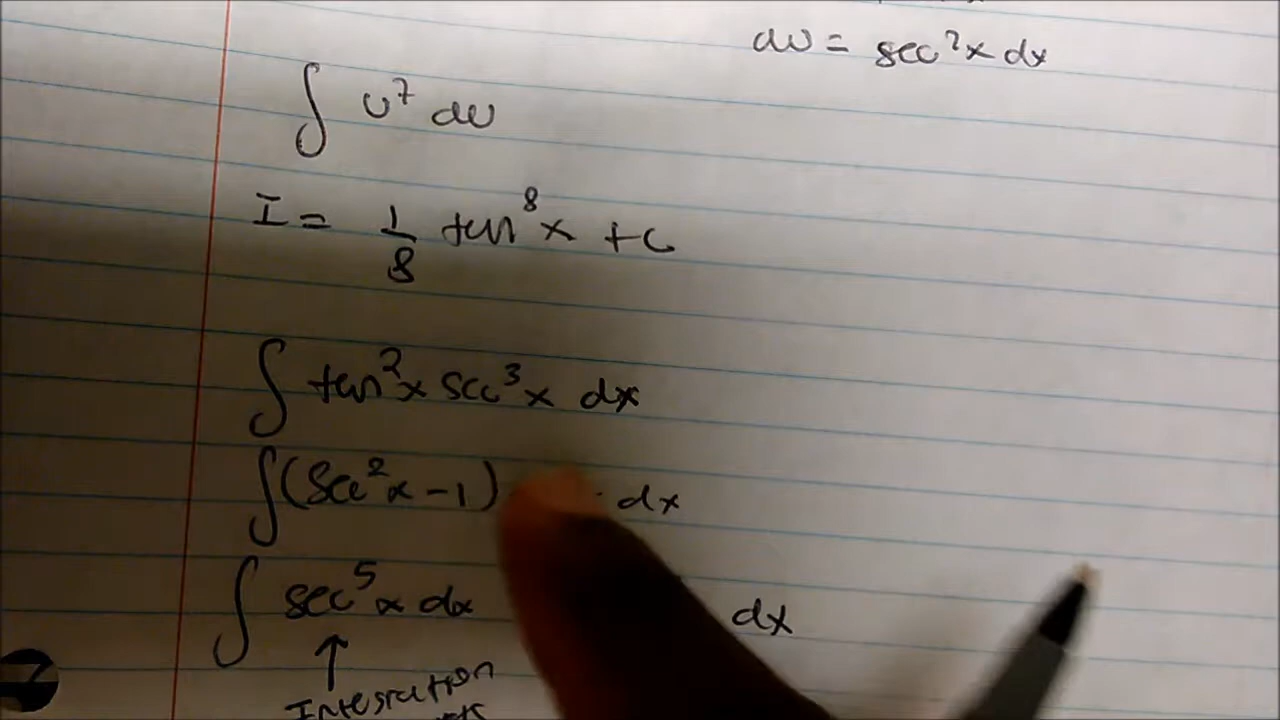 du = sec²x dx
∫ u⁷ du
I = 1/8 tan⁸x + c
∫ tan²x sec³x dx
∫(sec²x - 1) dx
∫ sec⁵x dx dx
↑
Integration